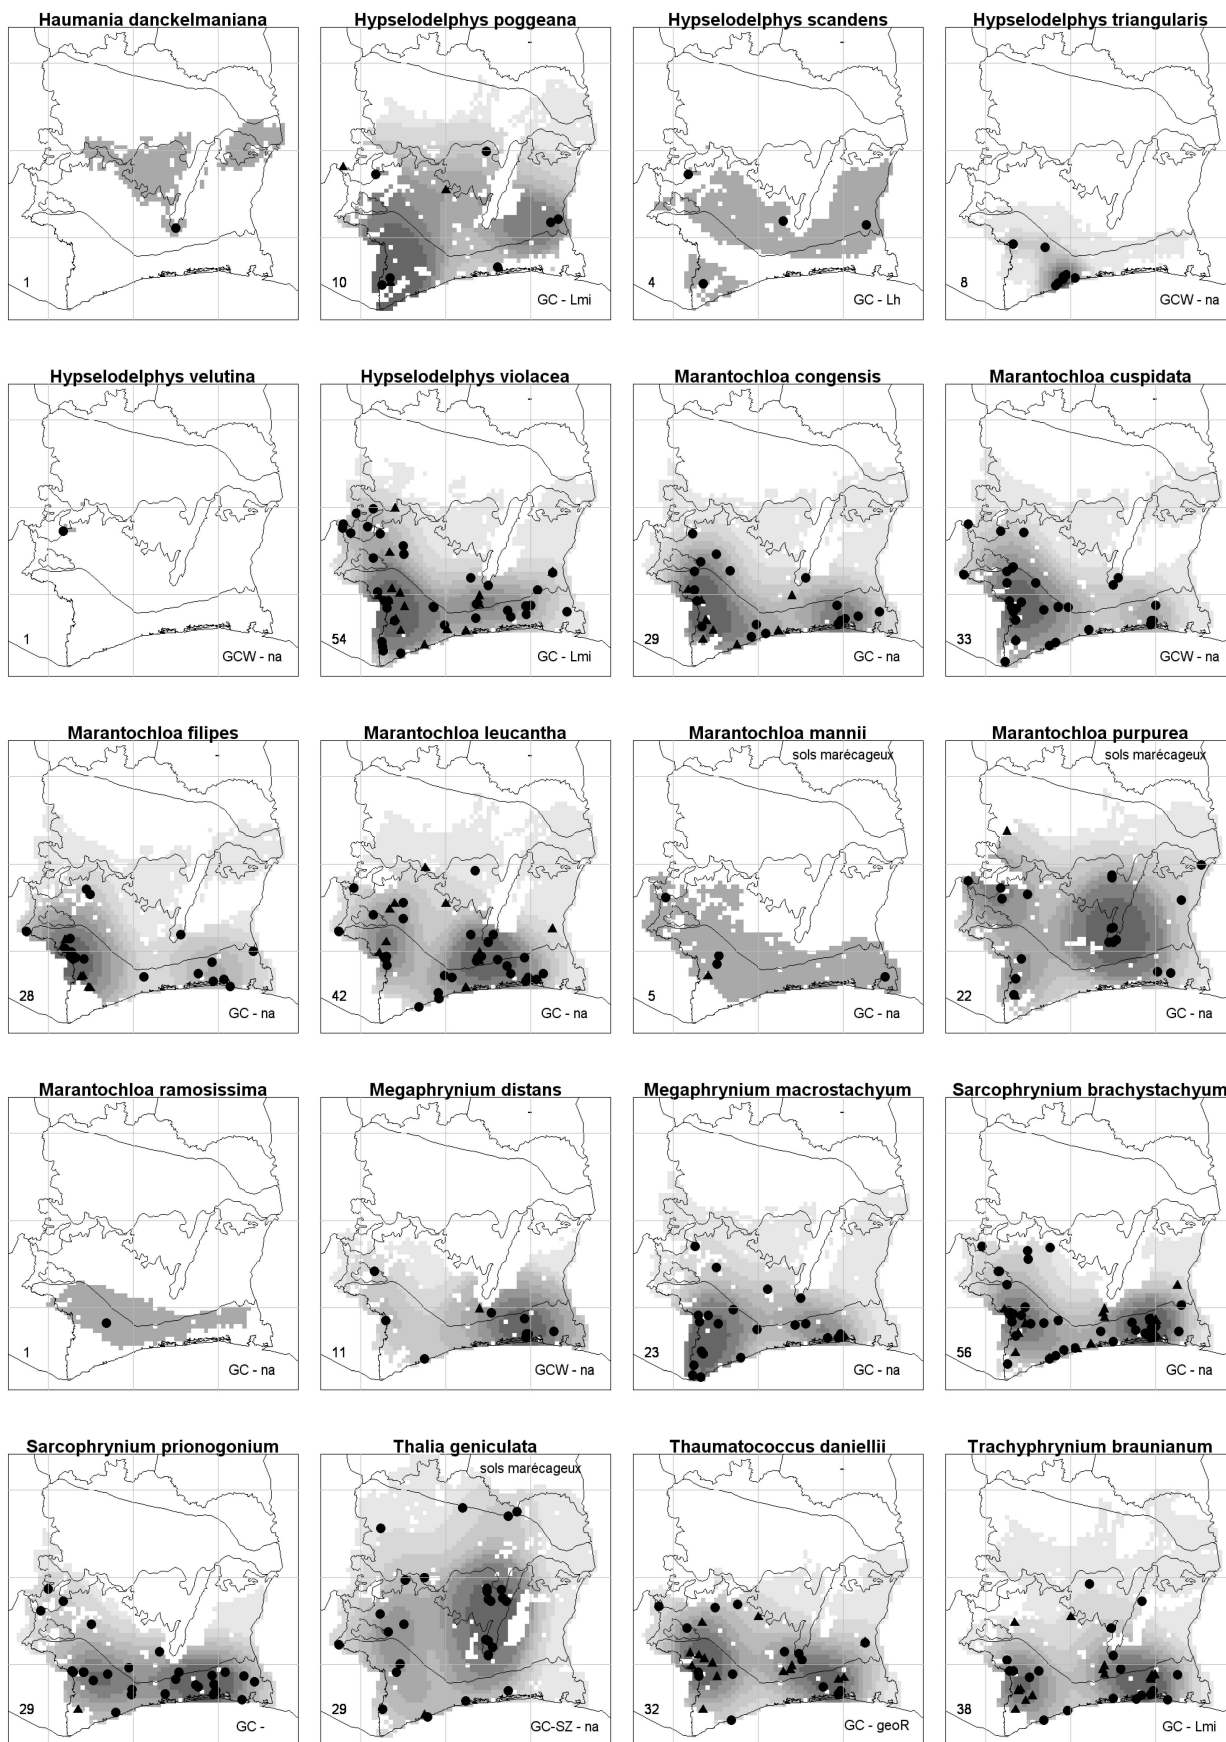 Haumania danckelmaniana
1
Hypselodelphys poggeana
10
GC - Lmi
Hypselodelphys scandens
4
GC - Lh
Hypselodelphys triangularis
8
GCW - na
Hypselodelphys velutina
1
GCW - na
Hypselodelphys violacea
54
GC - Lmi
Marantochloa congensis
29
GC - na
Marantochloa cuspidata
33
GCW - na
Marantochloa filipes
28
GC - na
Marantochloa leucantha
42
GC - na
Marantochloa mannii
sols marécageux
5
GC - na
Marantochloa purpurea
sols marécageux
22
GC - na
Marantochloa ramosissima
1
GC - na
Megaphrynium distans
11
GCW - na
Megaphrynium macrostachyum
23
GC - na
Sarcophrynium brachystachyum
56
GC - na
Sarcophrynium prionogonium
29
GC -
Thalia geniculata
sols marécageux
29
GC-SZ - na
Thaumatococcus daniellii
32
GC - geoR
Trachyphrynium braunianum
38
GC - Lmi